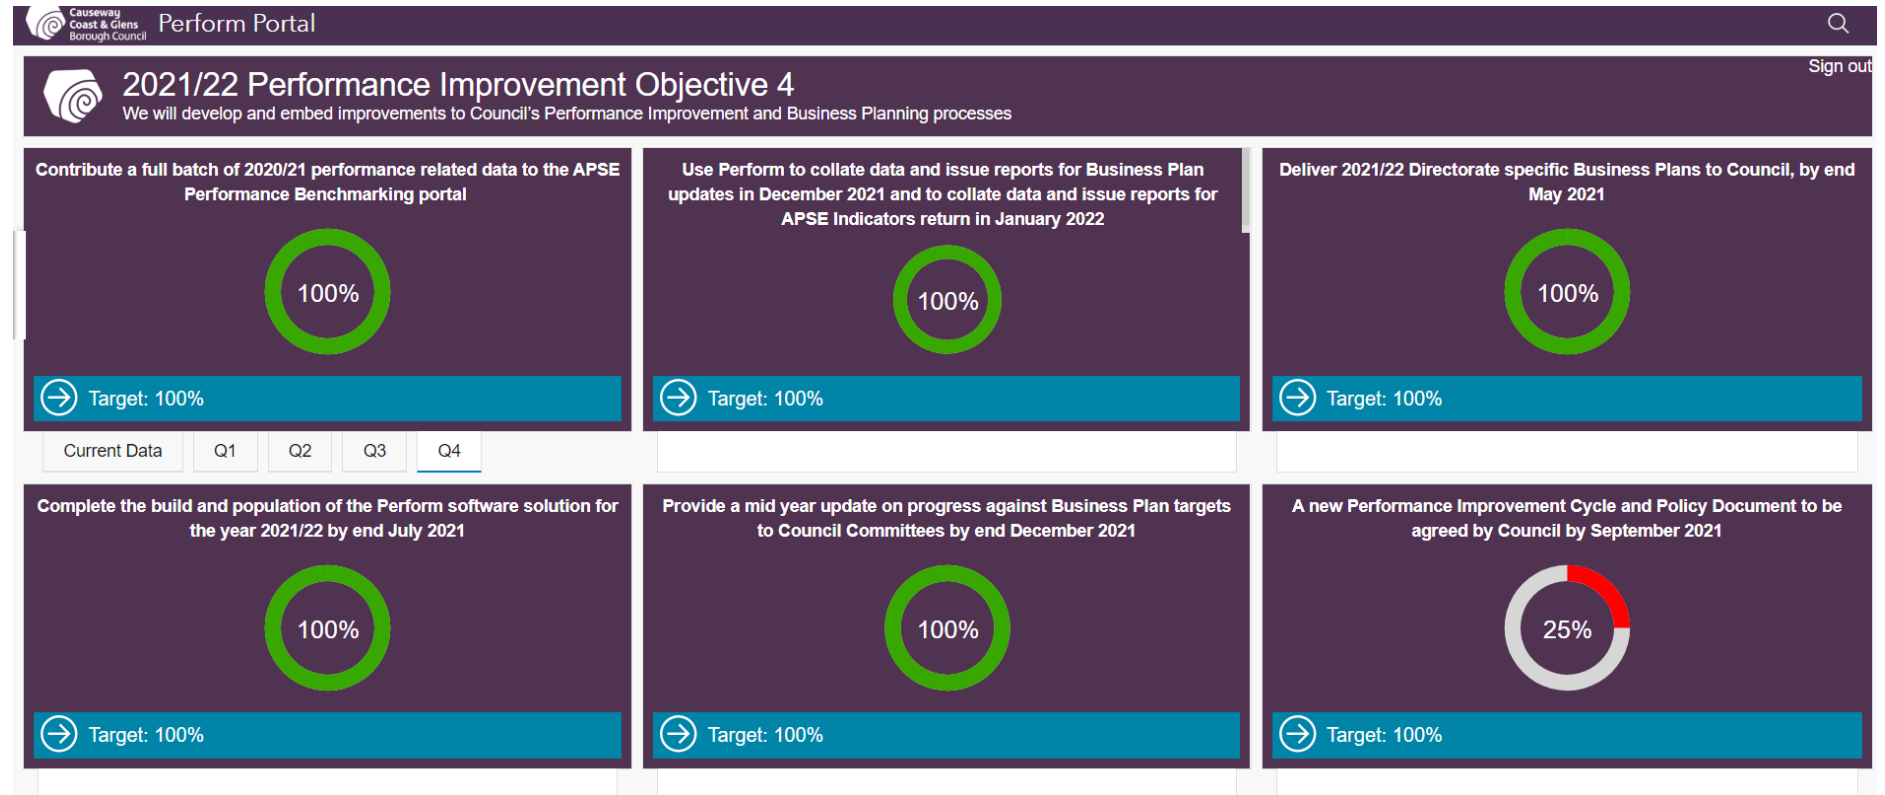 Causeway
Coast & Glens
Borough Council
Perform Portal
Sign out
2021/22 Performance Improvement Objective 4
We will develop and embed improvements to Council's Performance Improvement and Business Planning processes
Contribute a full batch of 2020/21 performance related data to the APSE
Performance Benchmarking portal
100%
Target: 100%
Use Perform to collate data and issue reports for Business Plan
updates in December 2021 and to collate data and issue reports for
APSE Indicators return in January 2022
100%
Target: 100%
Deliver 2021/22 Directorate specific Business Plans to Council, by end
May 2021
100%
Target: 100%
Current Data Q1 Q2 Q3 Q4
Complete the build and population of the Perform software solution for
the year 2021/22 by end July 2021
100%
Target: 100%
Provide a mid year update on progress against Business Plan targets
to Council Committees by end December 2021
100%
Target: 100%
A new Performance Improvement Cycle and Policy Document to be
agreed by Council by September 2021
25%
Target: 100%